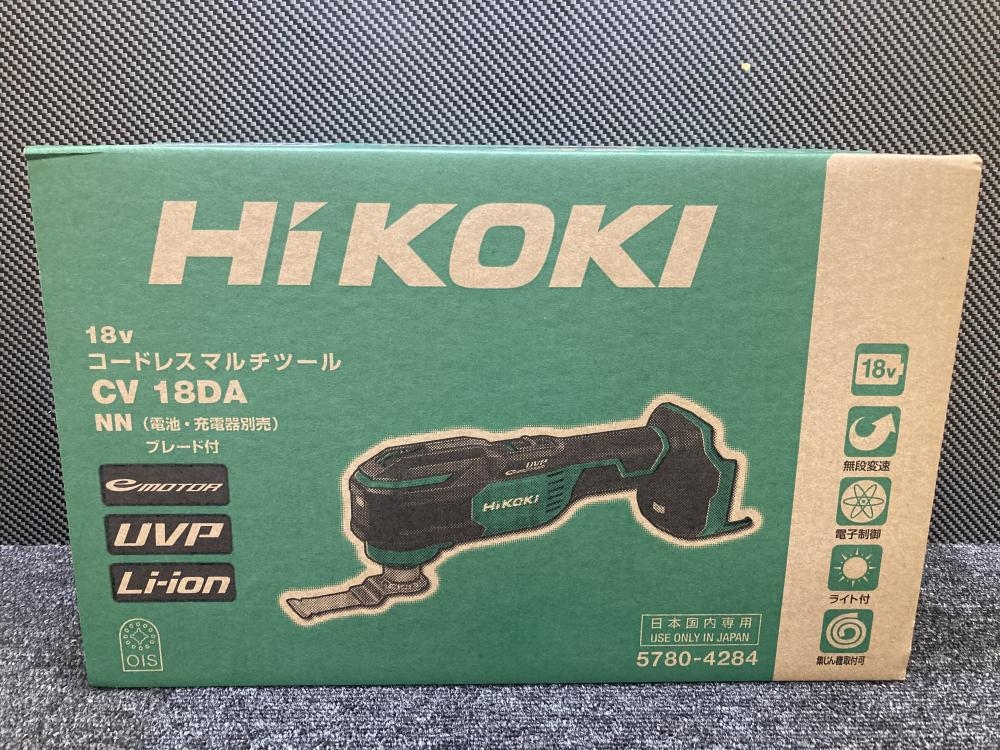 HiKOKI
18v
コードレスマルチツール
CV 18DA
NN（電池・充電器別売）
ブレード付
eMOTOR
UVP
Li-ion
OIS
UVP
HiKOKI
日本国内専用
USE ONLY IN JAPAN
5780-4284
18v
無段変速
電子制御
ライト付
集じん機取付可